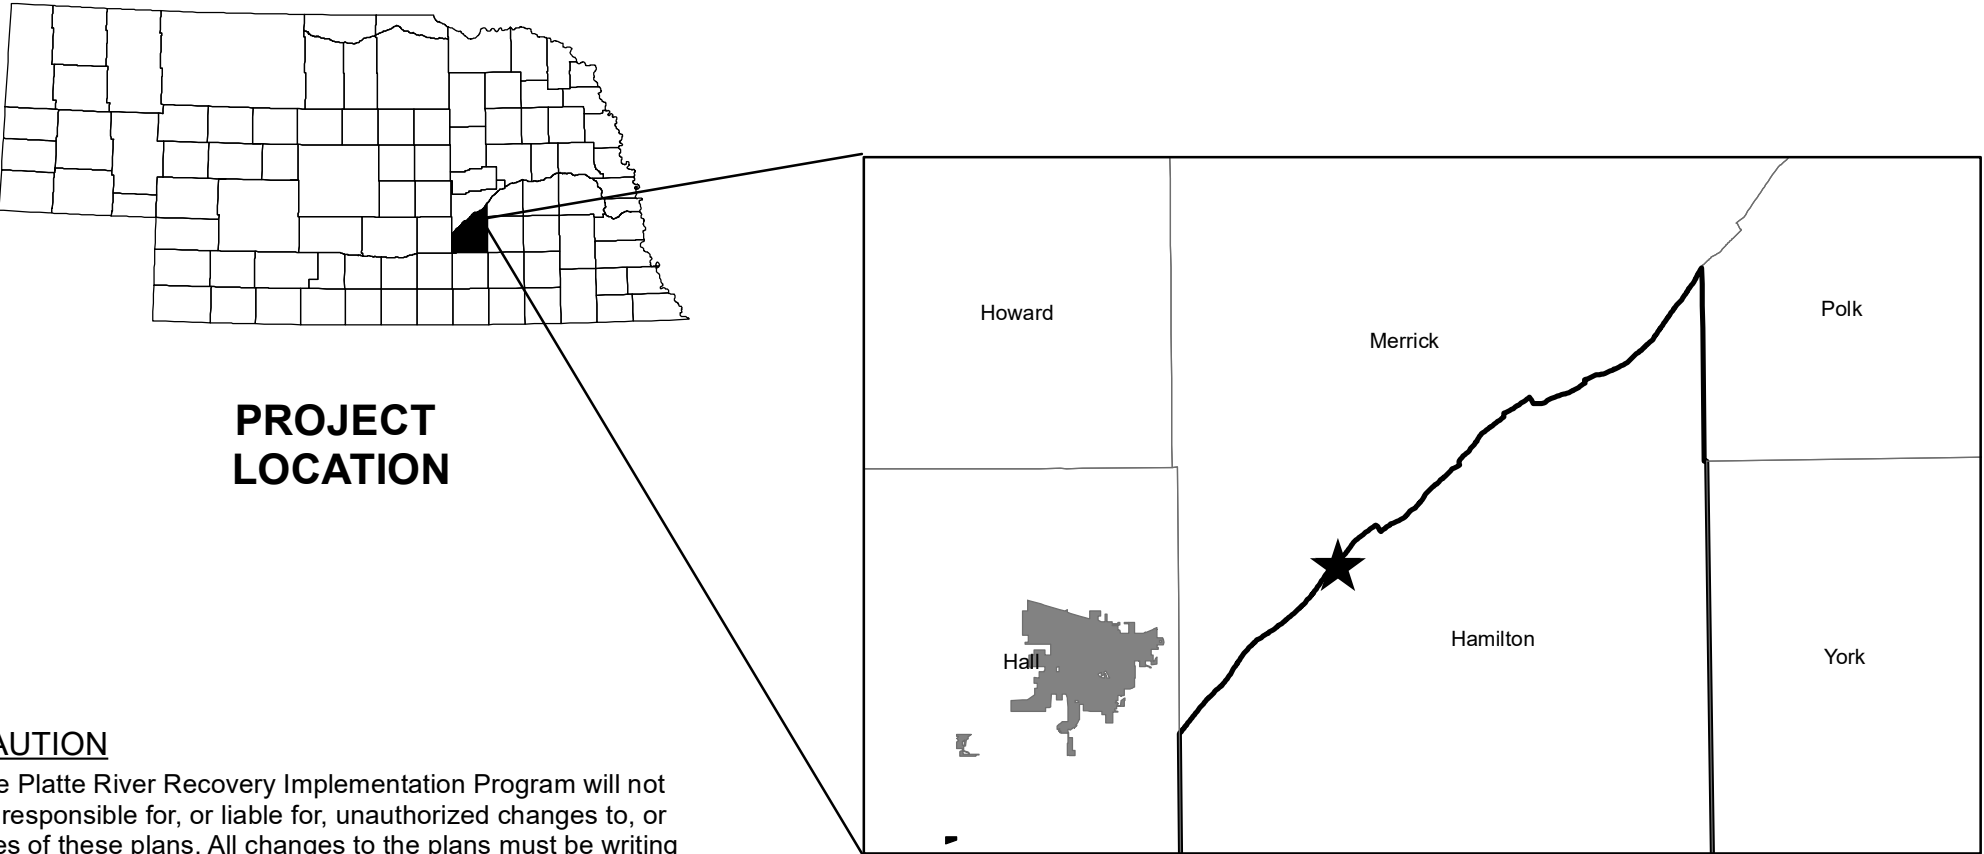 PROJECT
LOCATION
Howard
Merrick
Polk
Hall
Hamilton
York
AUTION
e Platte River Recovery Implementation Program will not
responsible for, or liable for, unauthorized changes to, or
es of these plans. All changes to the plans must be writing